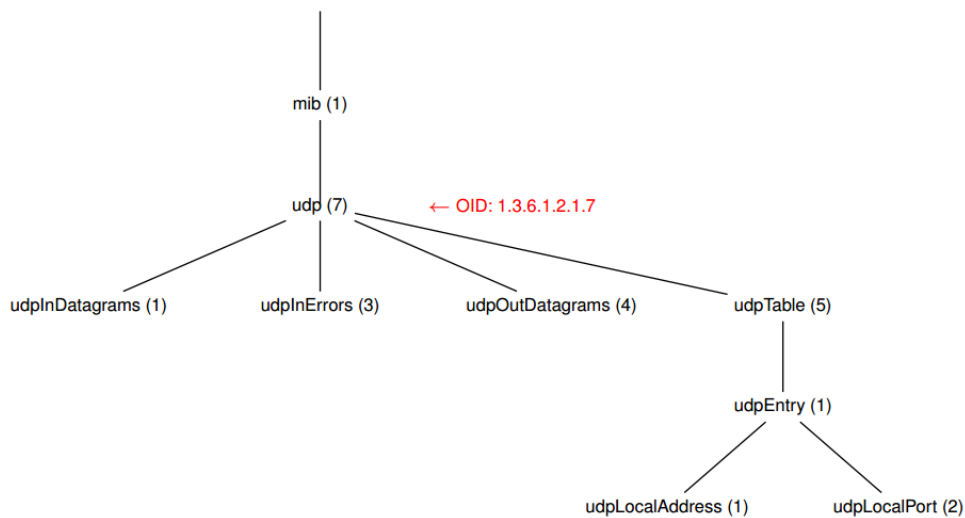 mib (1)
udp (7) ← OID: 1.3.6.1.2.1.7
udpInDatagrams (1) udpInErrors (3) udpOutDatagrams (4) udpTable (5)
udpEntry (1)
udpLocalAddress (1) udpLocalPort (2)